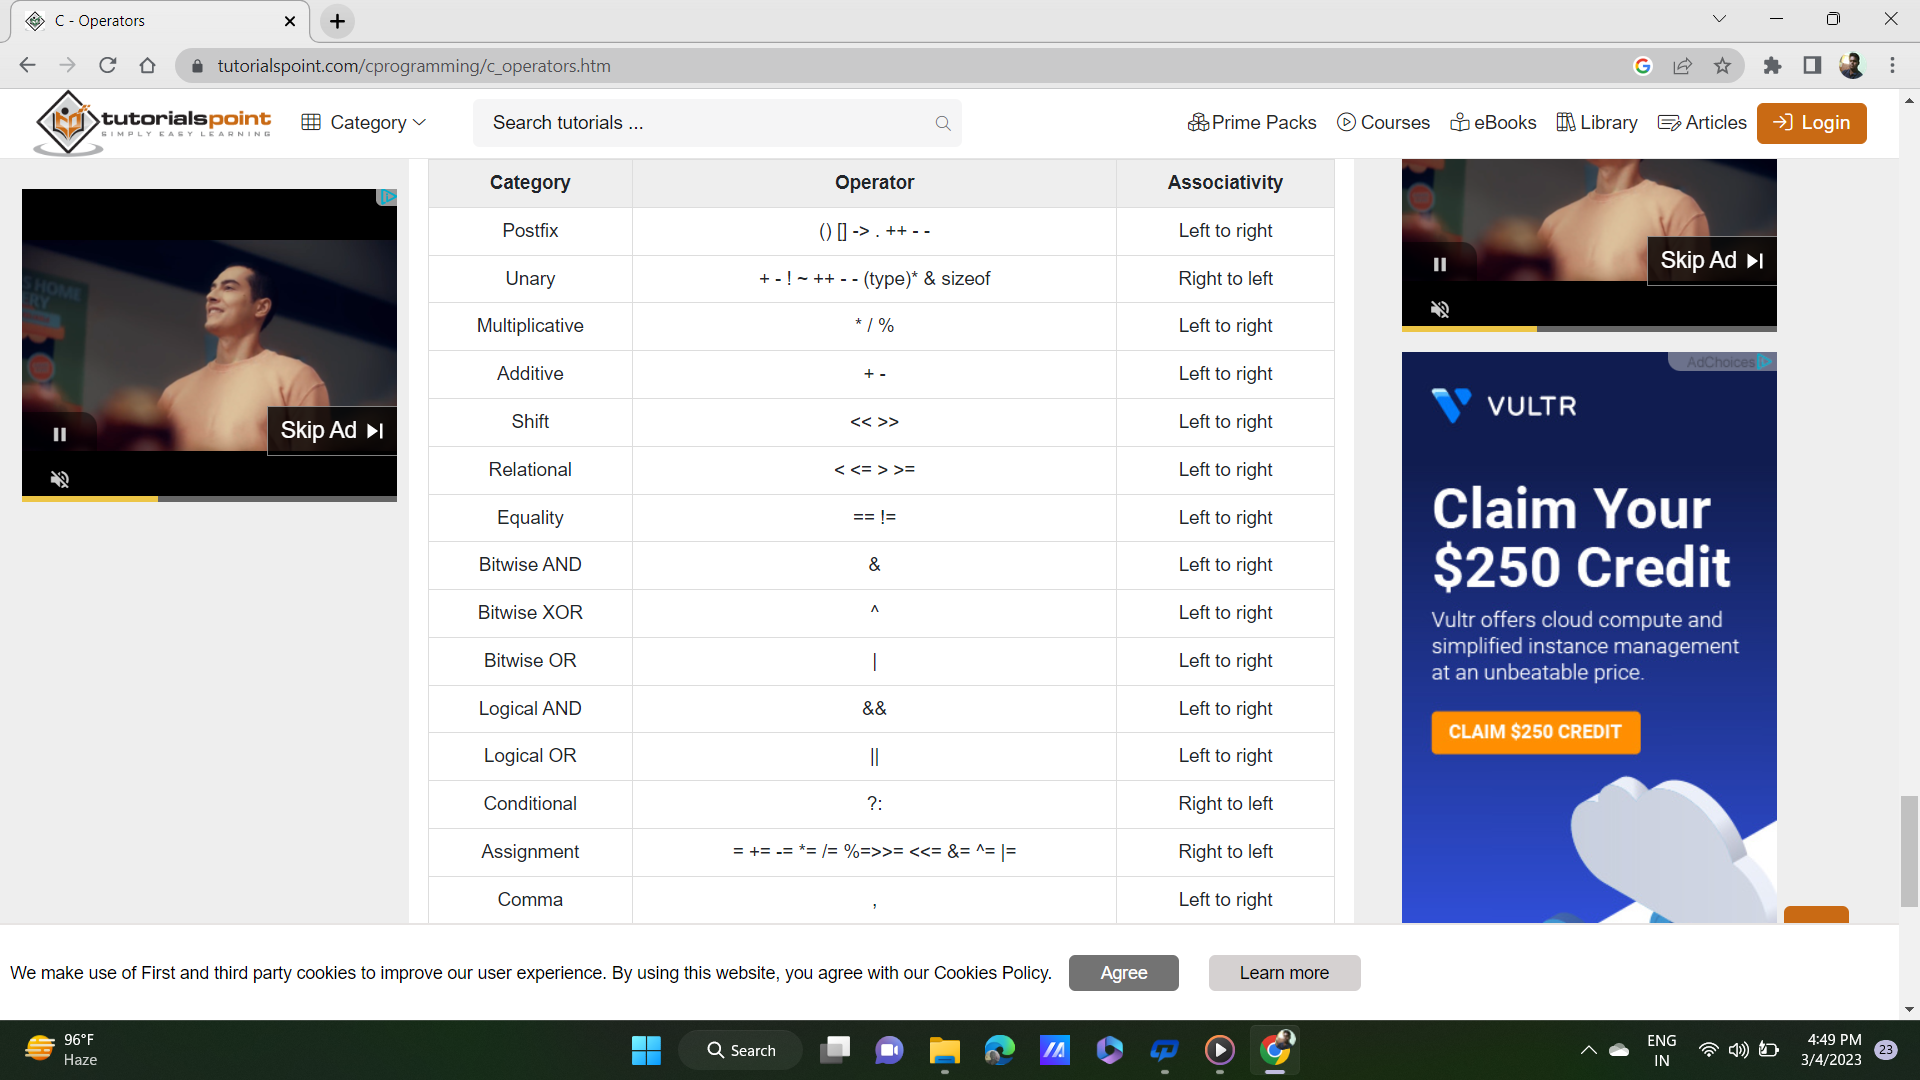 C - Operators
tutorialspoint.com/cprogramming/c_operators.htm
tutorialspoint
SIMPLY EASY LEARNING
Category
Search tutorials ...
Prime Packs
Courses
eBooks
Library
Articles
Login
Category Operator Associativity
Postfix () [] -> . ++ - - Left to right
Unary + - ! ~ ++ - - (type)* & sizeof Right to left
Multiplicative * / % Left to right
Additive + - Left to right
Shift << >> Left to right
Relational < <= > >= Left to right
Equality == != Left to right
Bitwise AND & Left to right
Bitwise XOR ^ Left to right
Bitwise OR | Left to right
Logical AND && Left to right
Logical OR || Left to right
Conditional ?: Right to left
Assignment = += -= *= /= %=>>= <<= &= ^= |= Right to left
Comma , Left to right
Skip Ad
Skip Ad
AdChoices
VULTR
Claim Your
$250 Credit
Vultr offers cloud compute and
simplified instance management
at an unbeatable price.
CLAIM $250 CREDIT
We make use of First and third party cookies to improve our user experience. By using this website, you agree with our Cookies Policy.
Agree
Learn more
96°F
Haze
Search
ENG
IN
4:49 PM
3/4/2023
23